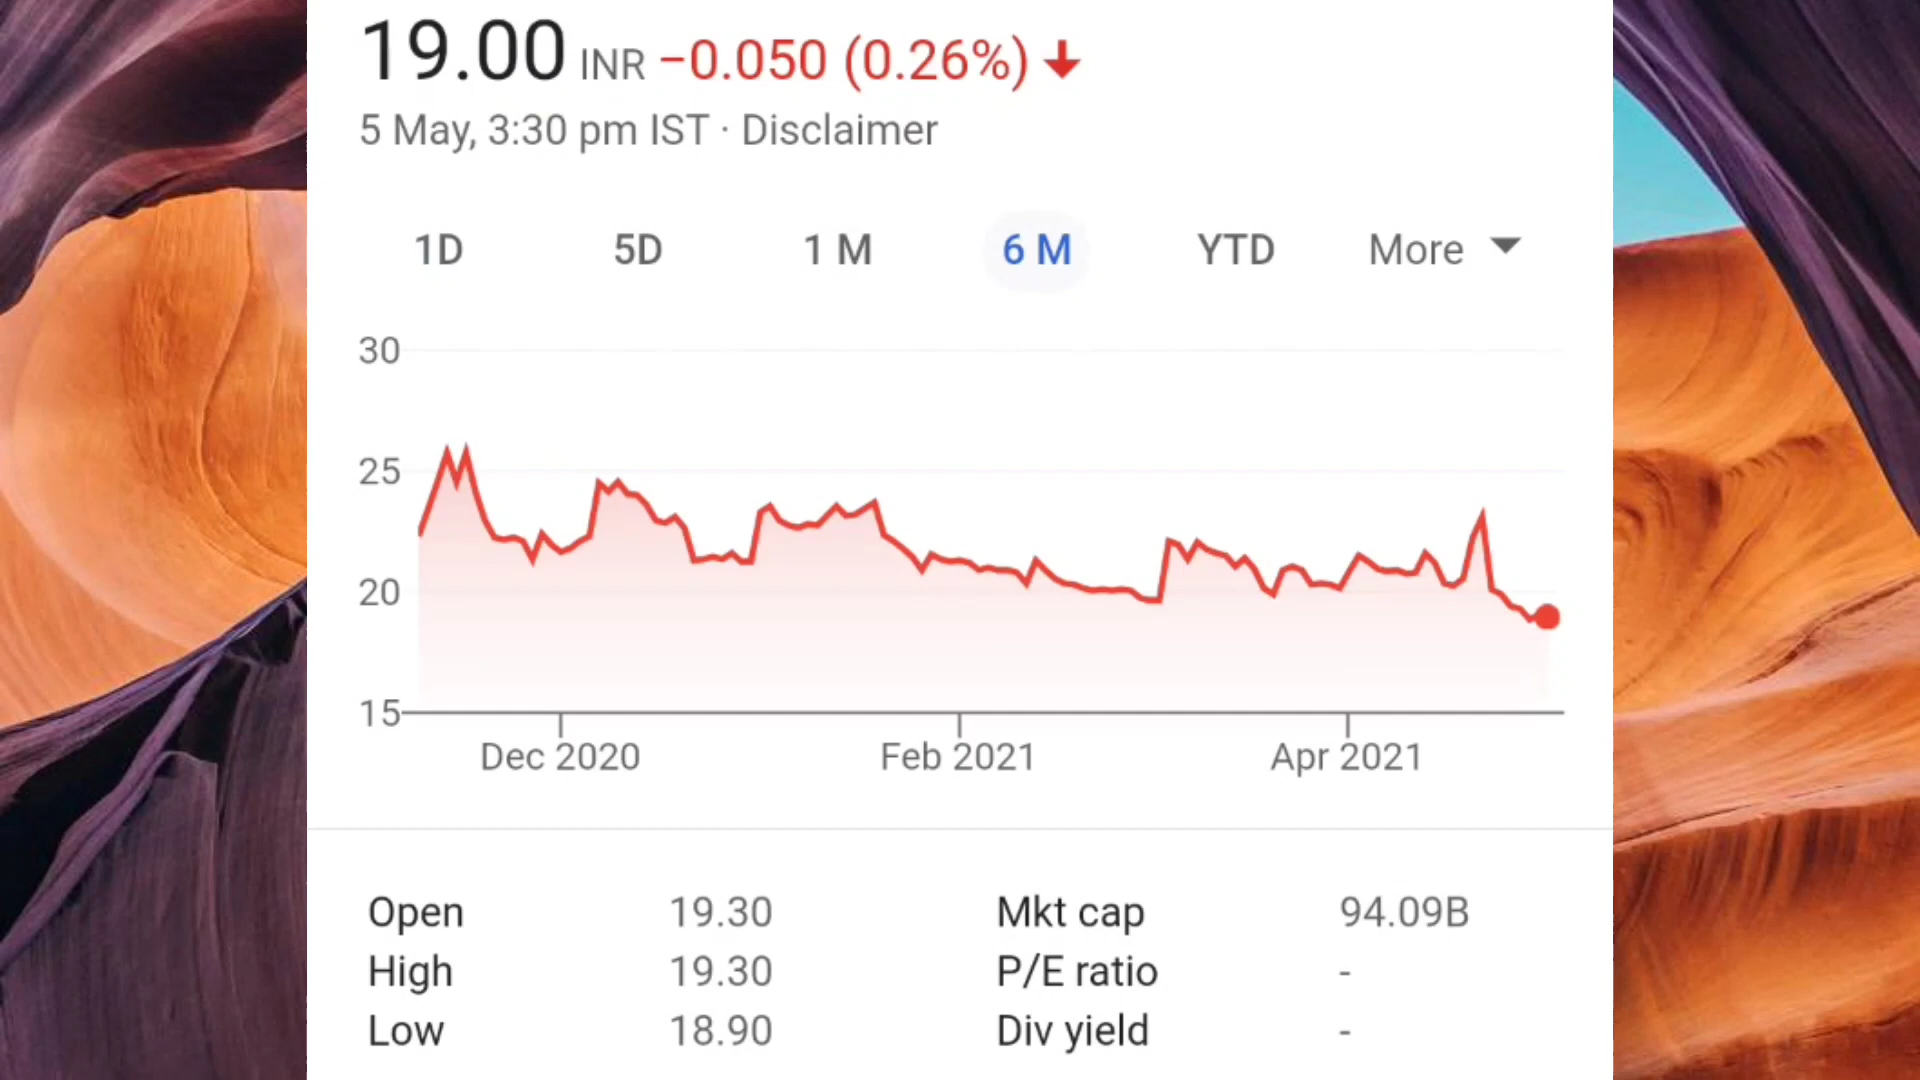 19.00 INR −0.050 (0.26%)
5 May, 3:30 pm IST · Disclaimer
1D 5D 1 M 6 M YTD More
30
25
20
15
Dec 2020 Feb 2021 Apr 2021
Open 19.30 Mkt cap 94.09B
High 19.30 P/E ratio -
Low 18.90 Div yield -